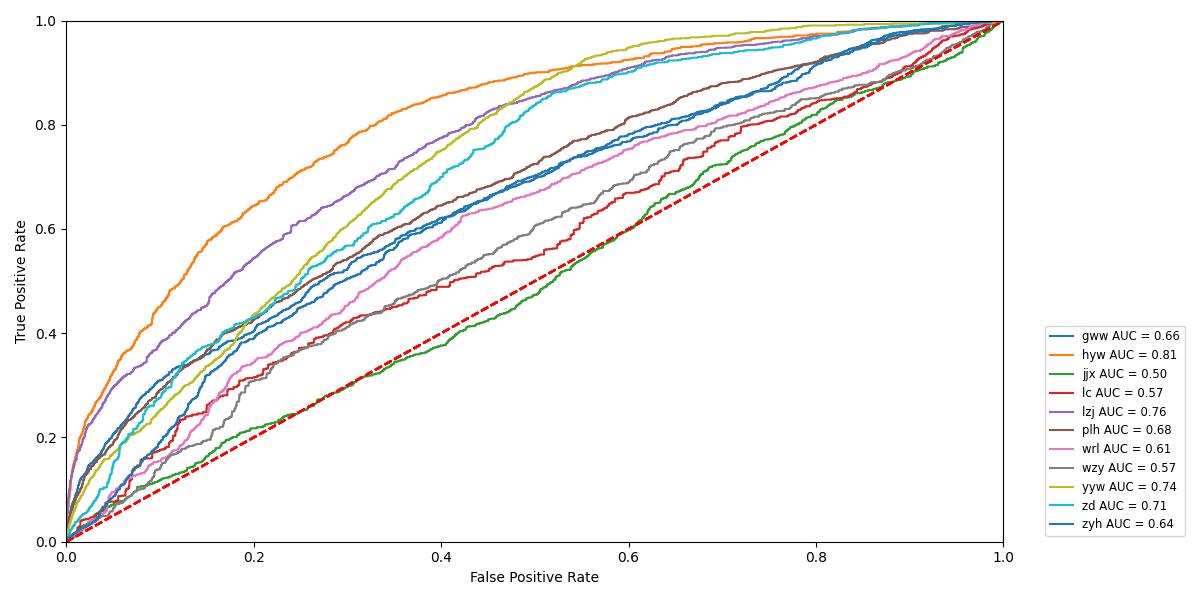 1.0
0.8
0.6
0.4
0.2
0.0
True Positive Rate
0.0 0.2 0.4 0.6 0.8 1.0
False Positive Rate
gww AUC = 0.66
hyw AUC = 0.81
jjx AUC = 0.50
lc AUC = 0.57
lzj AUC = 0.76
plh AUC = 0.68
wrl AUC = 0.61
wzy AUC = 0.57
yyw AUC = 0.74
zd AUC = 0.71
zyh AUC = 0.64